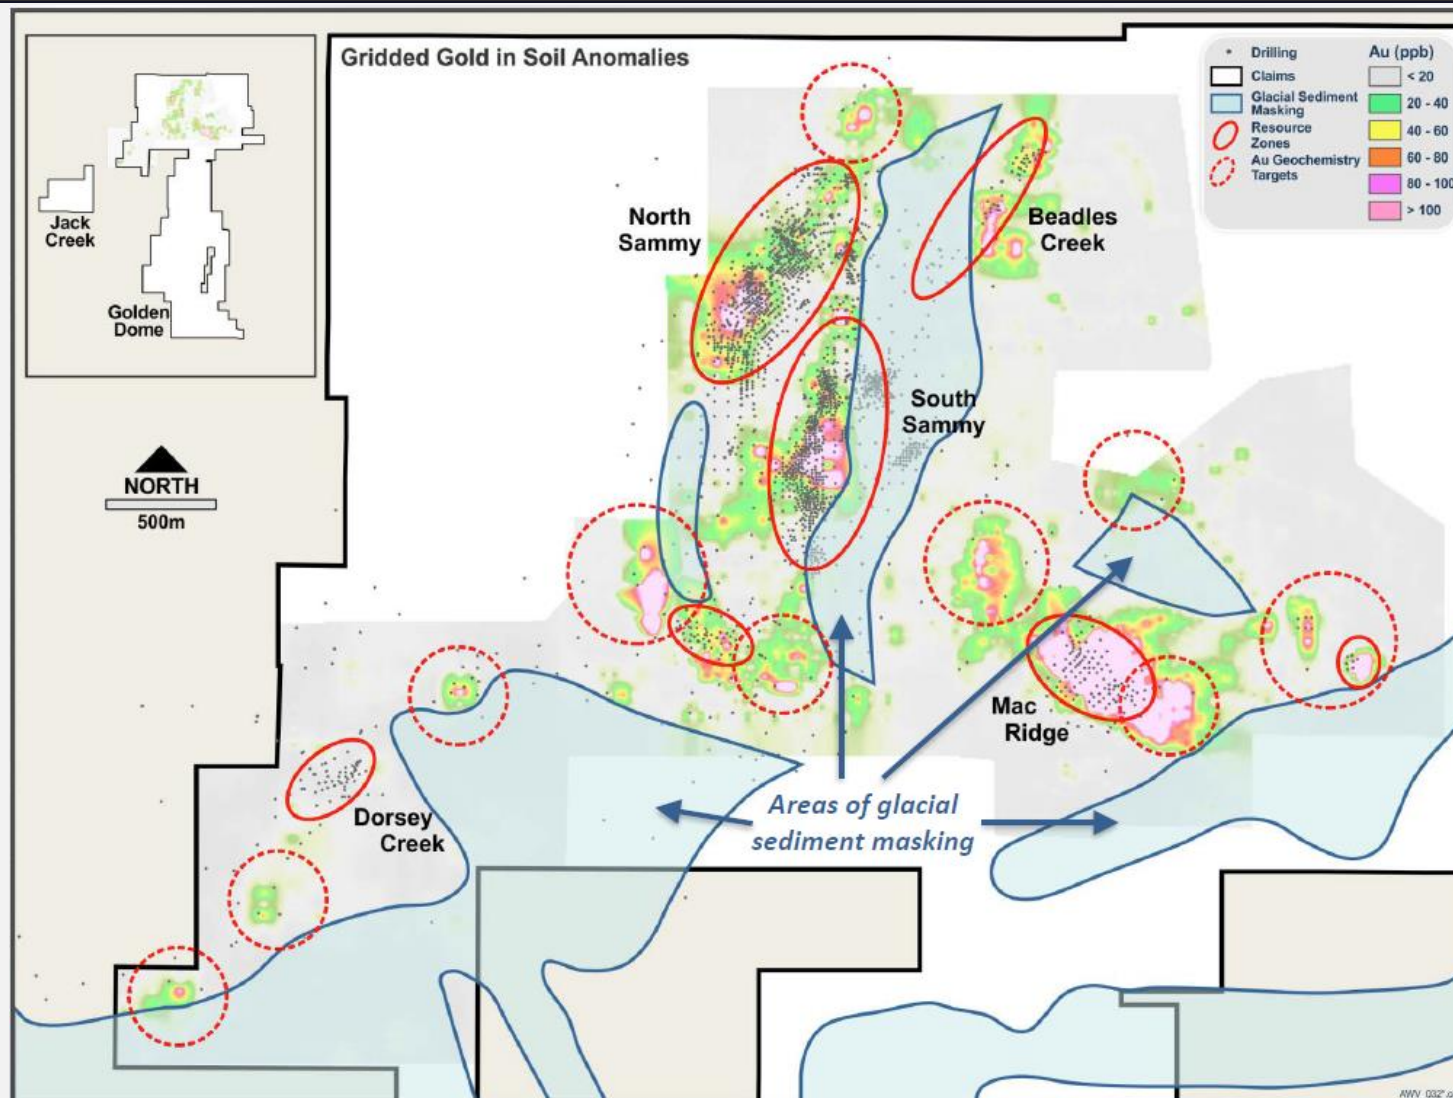 Gridded Gold in Soil Anomalies
Drilling
Claims
Glacial Sediment
Masking
Resource
Zones
Au Geochemistry
Targets
Au (ppb)
< 20
20 - 40
40 - 60
60 - 80
80 - 100
> 100
Jack
Creek
Golden
Dome
NORTH
500m
North
Sammy
Beadles
Creek
South
Sammy
Mac
Ridge
Dorsey
Creek
Areas of glacial
sediment masking